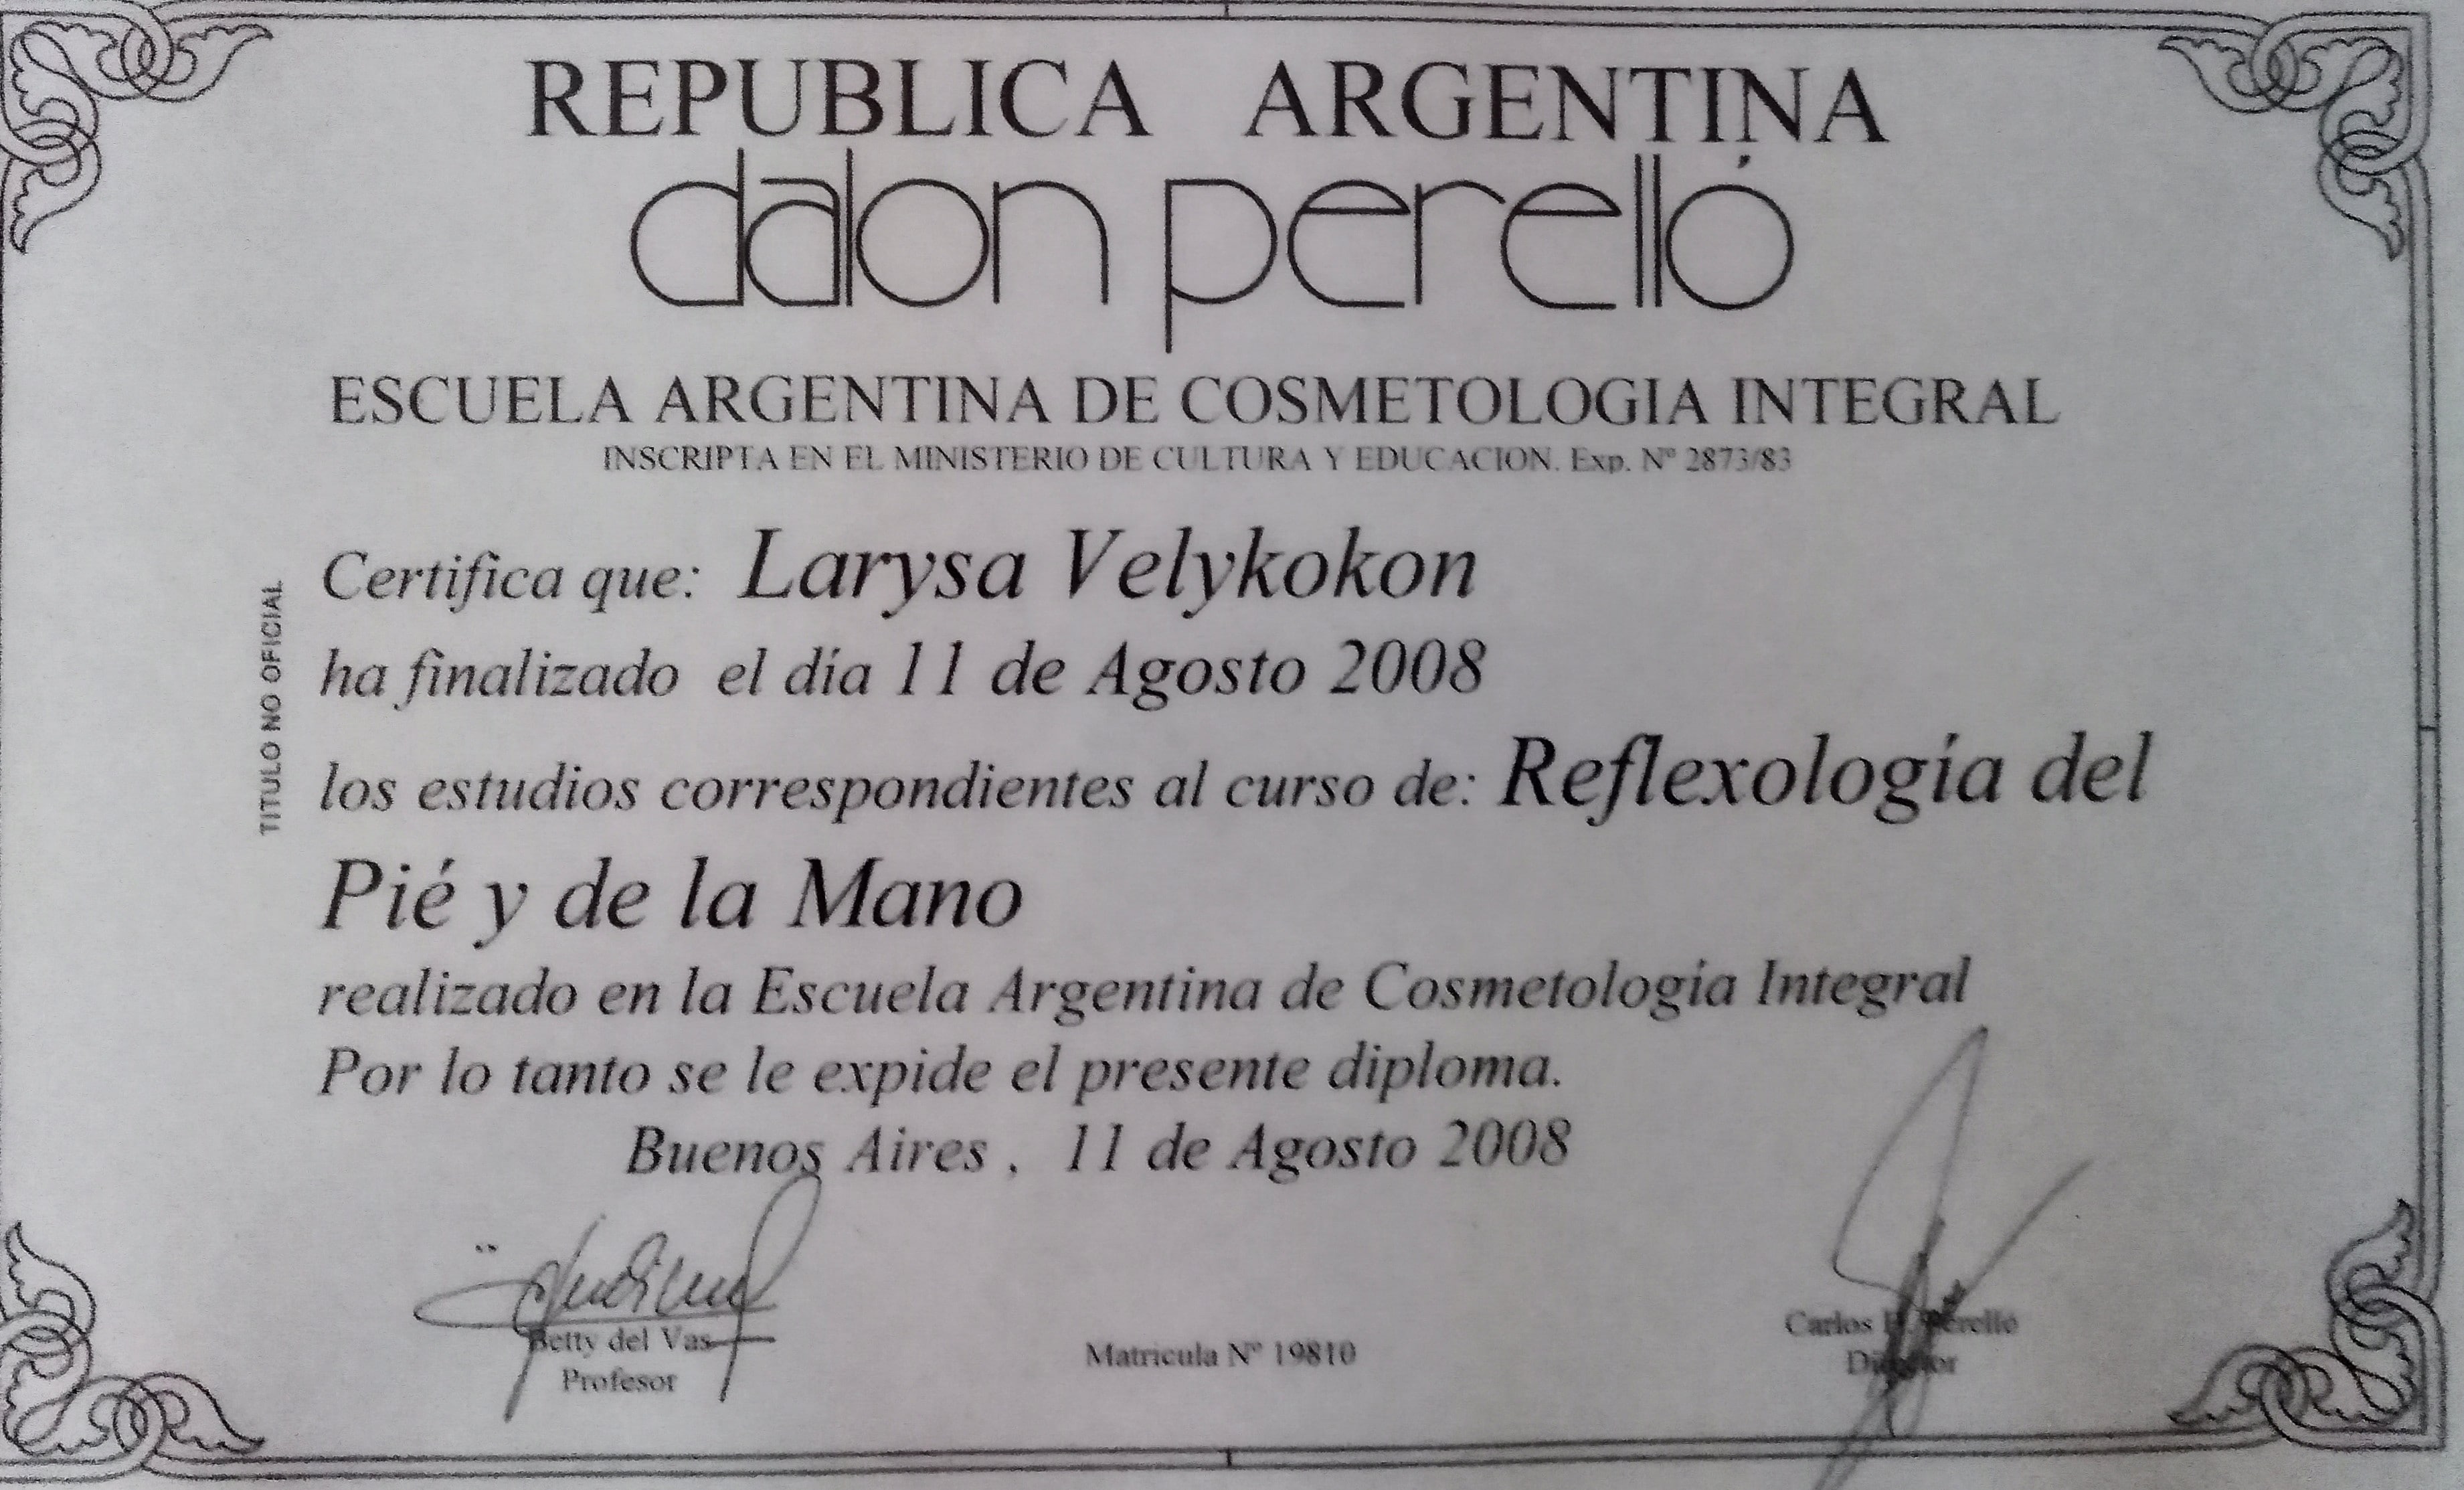 REPUBLICA ARGENTINA
dalon perelló
ESCUELA ARGENTINA DE COSMETOLOGIA INTEGRAL
INSCRIPTA EN EL MINISTERIO DE CULTURA Y EDUCACION. Exp. Nº 2873/83
TITULO NO OFICIAL
Certifica que: Larysa Velykokon
ha finalizado el día 11 de Agosto 2008
los estudios correspondientes al curso de: Reflexología del
Pié y de la Mano
realizado en la Escuela Argentina de Cosmetología Integral
Por lo tanto se le expide el presente diploma.
Buenos Aires , 11 de Agosto 2008
Betty del Vas
Profesor
Matricula Nº 19810
Carlos Perelló
Director